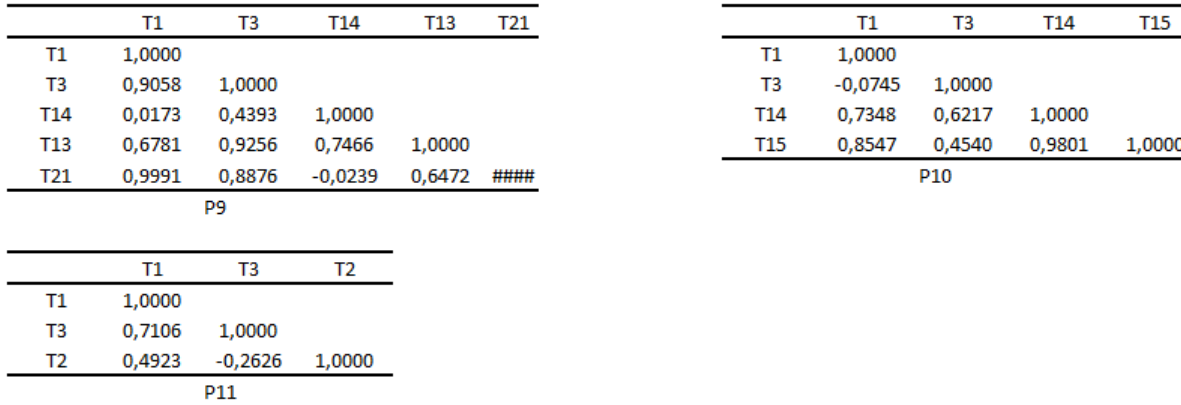 T1 T3 T14 T13 T21
T1 1,0000
T3 0,9058 1,0000
T14 0,0173 0,4393 1,0000
T13 0,6781 0,9256 0,7466 1,0000
T21 0,9991 0,8876 -0,0239 0,6472 ####
P9
T1 T3 T14 T15
T1 1,0000
T3 -0,0745 1,0000
T14 0,7348 0,6217 1,0000
T15 0,8547 0,4540 0,9801 1,0000
P10
T1 T3 T2
T1 1,0000
T3 0,7106 1,0000
T2 0,4923 -0,2626 1,0000
P11